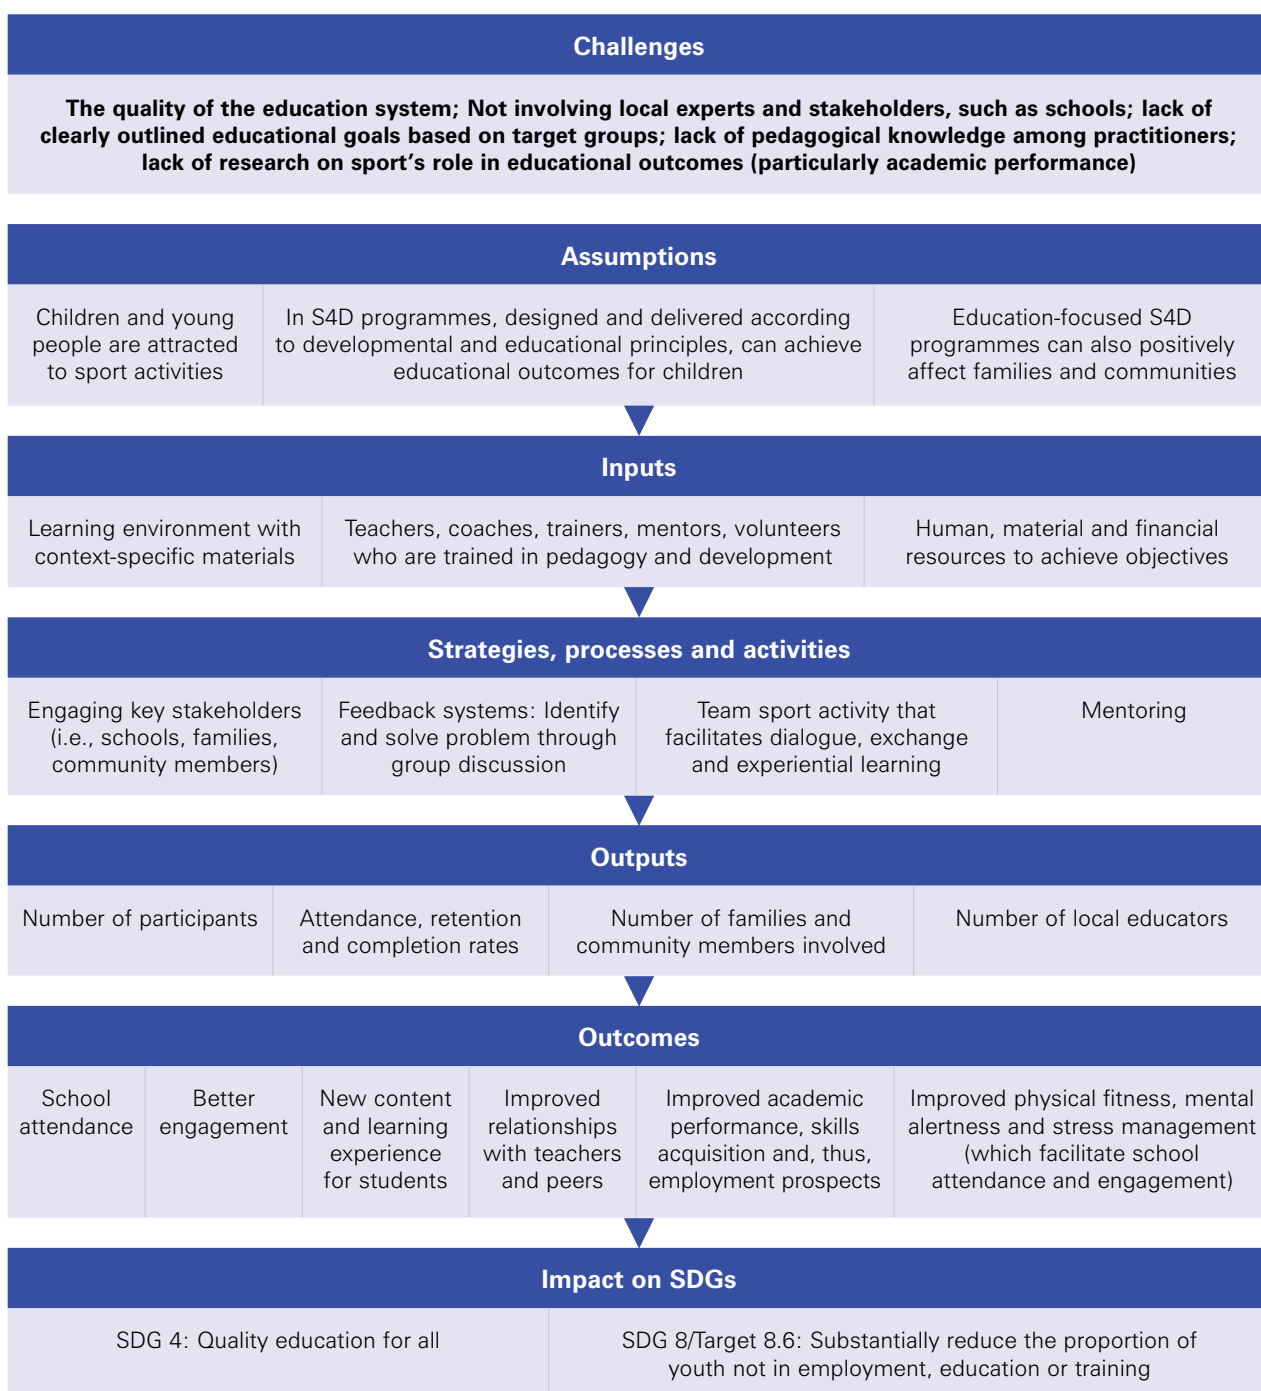 Challenges
The quality of the education system; Not involving local experts and stakeholders, such as schools; lack of
clearly outlined educational goals based on target groups; lack of pedagogical knowledge among practitioners;
lack of research on sport’s role in educational outcomes (particularly academic performance)
Assumptions
Children and young
people are attracted
to sport activities
In S4D programmes, designed and delivered according
to developmental and educational principles, can achieve
educational outcomes for children
Education-focused S4D
programmes can also positively
affect families and communities
Inputs
Learning environment with
context-specific materials
Teachers, coaches, trainers, mentors, volunteers
who are trained in pedagogy and development
Human, material and financial
resources to achieve objectives
Strategies, processes and activities
Engaging key stakeholders
(i.e., schools, families,
community members)
Feedback systems: Identify
and solve problem through
group discussion
Team sport activity that
facilitates dialogue, exchange
and experiential learning
Mentoring
Outputs
Number of participants
Attendance, retention
and completion rates
Number of families and
community members involved
Number of local educators
Outcomes
School
attendance
Better
engagement
New content
and learning
experience
for students
Improved
relationships
with teachers
and peers
Improved academic
performance, skills
acquisition and, thus,
employment prospects
Improved physical fitness, mental
alertness and stress management
(which facilitate school
attendance and engagement)
Impact on SDGs
SDG 4: Quality education for all
SDG 8/Target 8.6: Substantially reduce the proportion of
youth not in employment, education or training